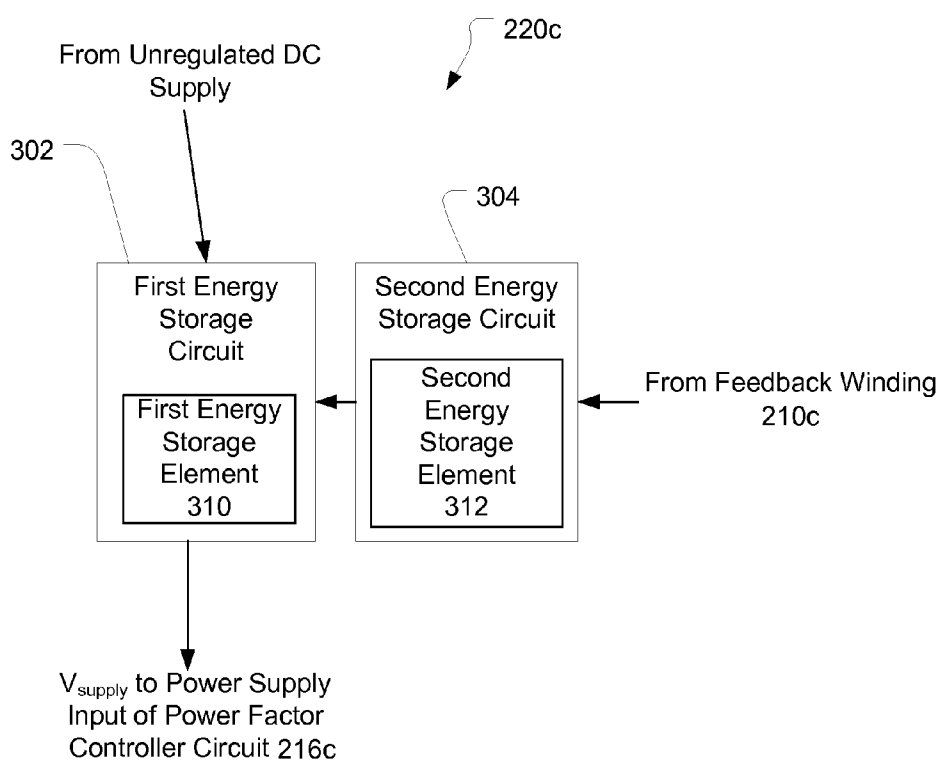 220c
From Unregulated DC
Supply
302
304
First Energy
Storage
Circuit
Second Energy
Storage Circuit
First Energy
Storage
Element
310
Second
Energy
Storage
Element
312
From Feedback Winding
210c
Vsupply to Power Supply
Input of Power Factor
Controller Circuit 216c